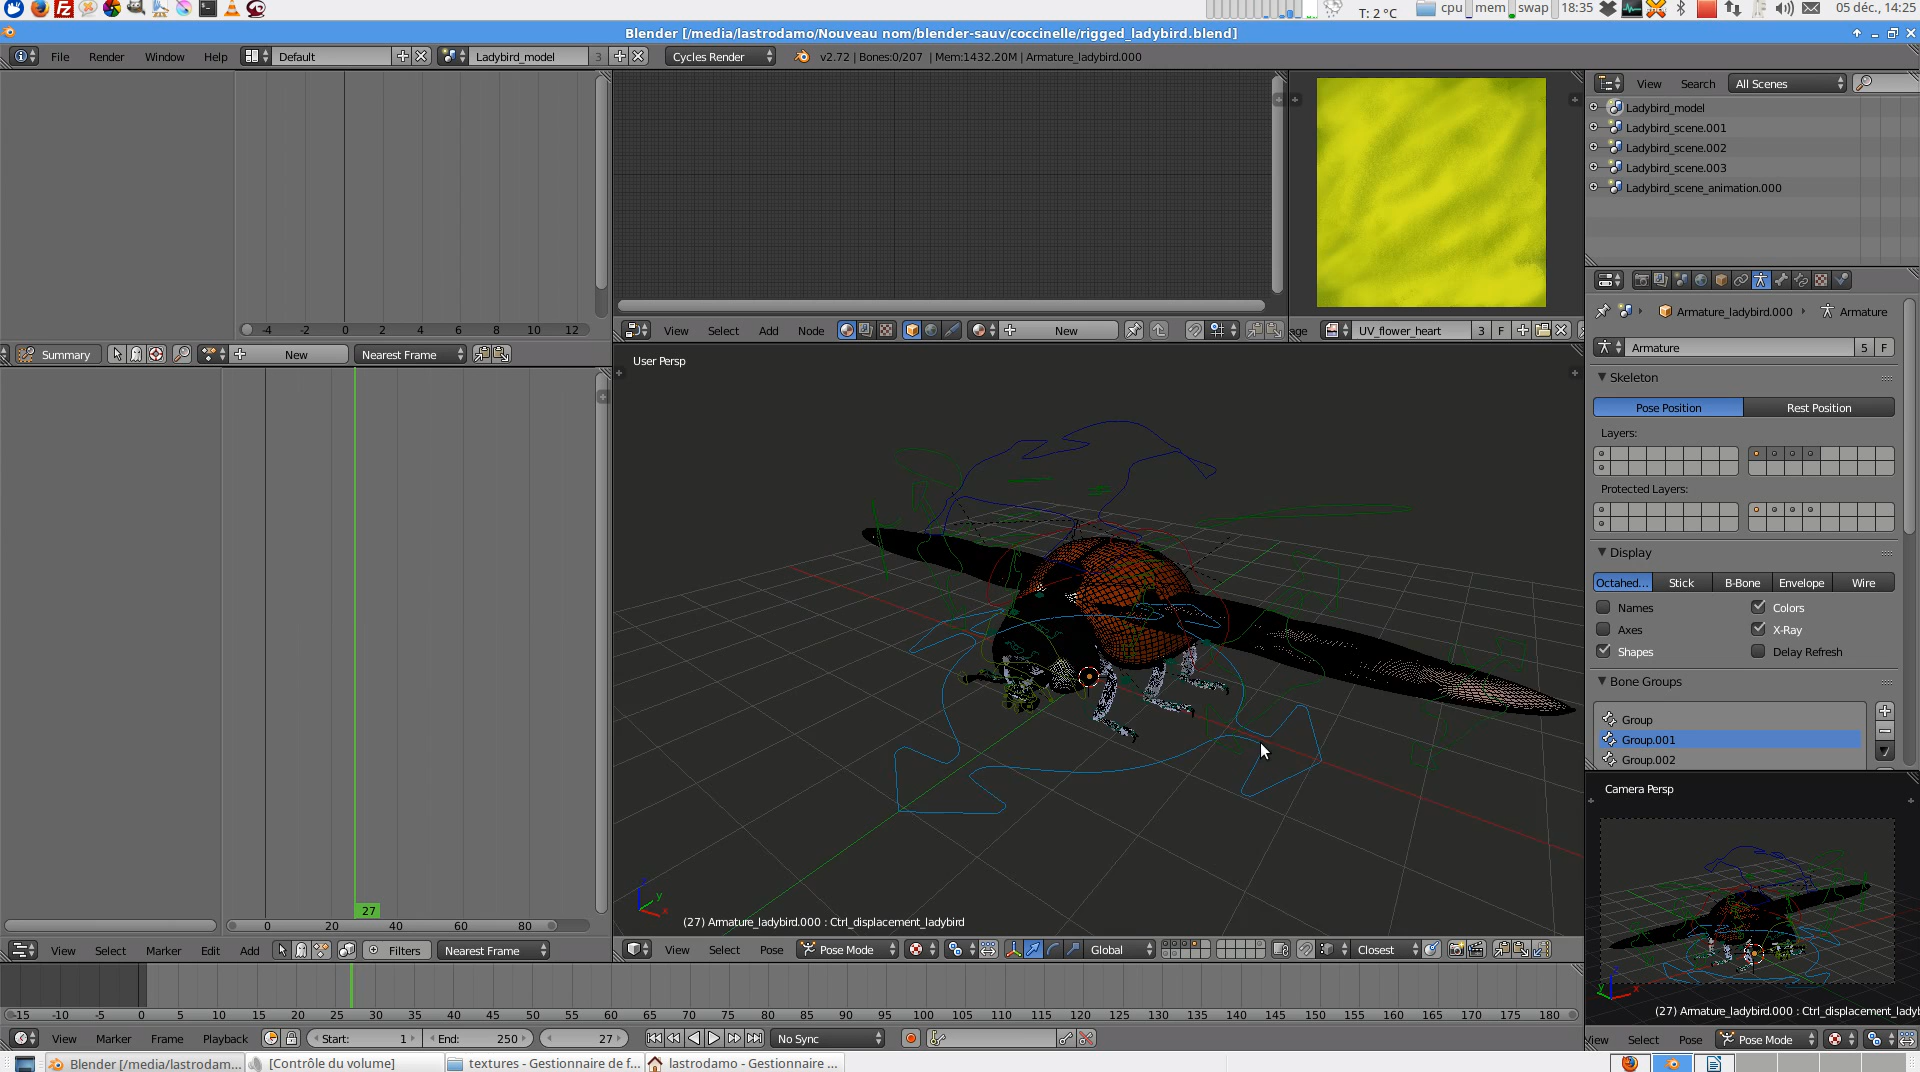 T: 2 °C
cpu
mem
swap
18:35
05 déc., 14:25
Blender [/media/lastrodamo/Nouveau nom/blender-sauv/coccinelle/rigged_ladybird.blend]
File Render Window Help Default Ladybird_model 3 Cycles Render v2.72 | Bones:0/207 | Mem:1432.20M | Armature_ladybird.000
View Search All Scenes
Ladybird_model
Ladybird_scene.001
Ladybird_scene.002
Ladybird_scene.003
Ladybird_scene_animation.000
Armature_ladybird.000 Armature
Armature 5 F
Skeleton
Pose Position Rest Position
Layers:
Protected Layers:
Display
Octahed... Stick B-Bone Envelope Wire
Names Colors
Axes X-Ray
Shapes Delay Refresh
Bone Groups
Group
Group.001
Group.002
-4 -2 0 2 4 6 8 10 12
View Select Add Node New
age UV_flower_heart 3 F
Summary New Nearest Frame
User Persp
27
0 20 40 60 80
(27) Armature_ladybird.000 : Ctrl_displacement_ladybird
View Select Marker Edit Add Filters Nearest Frame
View Select Pose Pose Mode Global Closest
Camera Persp
(27) Armature_ladybird.000 : Ctrl_displacement_ladyb
-15 -10 -5 0 5 10 15 20 25 30 35 40 45 50 55 60 65 70 75 80 85 90 95 100 105 110 115 120 125 130 135 140 145 150 155 160 165 170 175 180
View Marker Frame Playback Start: 1 End: 250 27 No Sync
View Select Pose Pose Mode
Blender [/media/lastrodam...
[Contrôle du volume]
textures - Gestionnaire de f...
lastrodamo - Gestionnaire ...